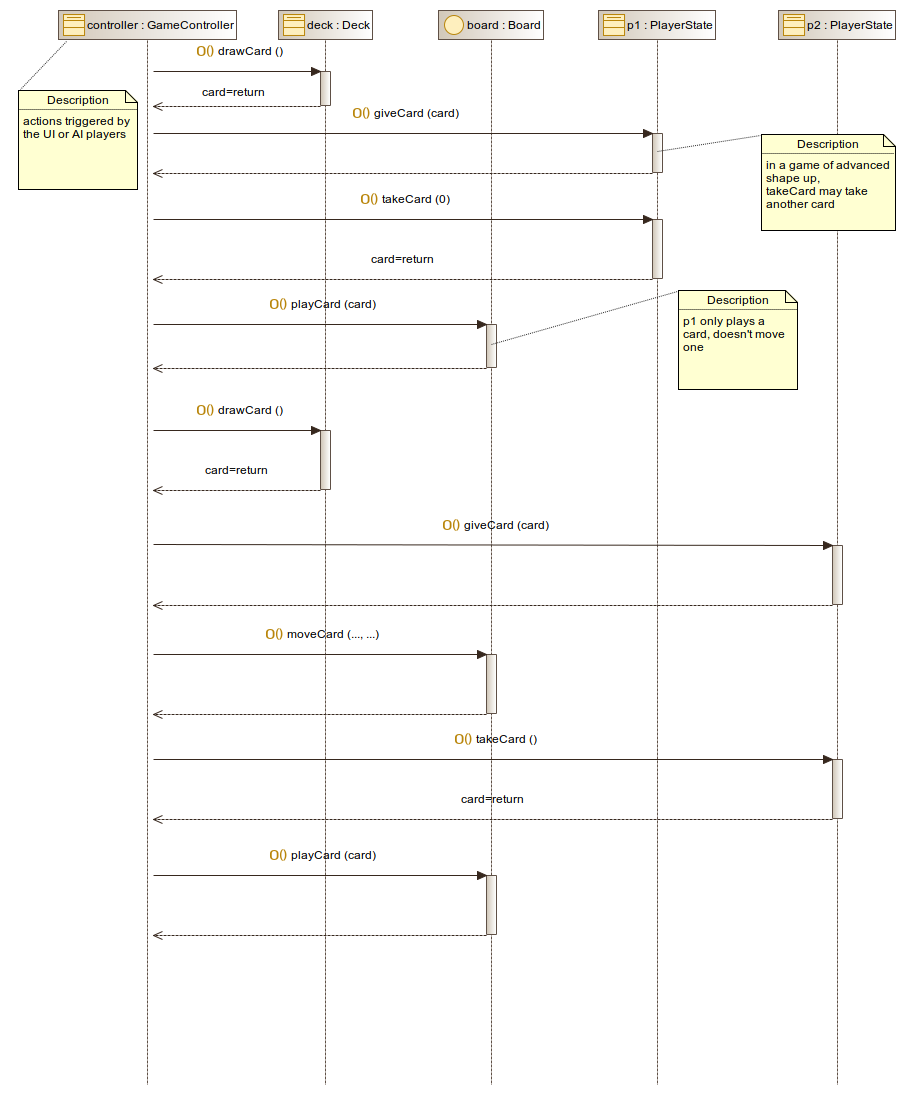 controller : GameController
deck : Deck
board : Board
p1 : PlayerState
p2 : PlayerState
O() drawCard ()
card=return
Description
actions triggered by
the UI or AI players
O() giveCard (card)
Description
in a game of advanced
shape up,
takeCard may take
another card
O() takeCard (0)
card=return
O() playCard (card)
Description
p1 only plays a
card, doesn't move
one
O() drawCard ()
card=return
O() giveCard (card)
O() moveCard (..., ...)
O() takeCard ()
card=return
O() playCard (card)